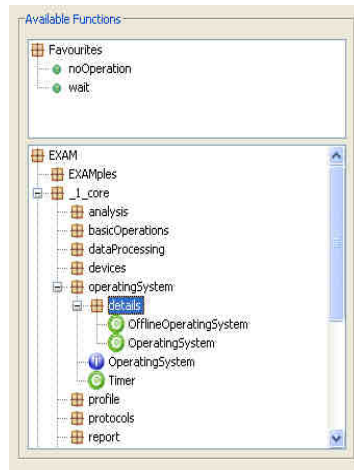 Available Functions
Favourites
noOperation
wait
EXAM
EXAMples
_1_core
analysis
basicOperations
dataProcessing
devices
operatingSystem
details
OfflineOperatingSystem
OperatingSystem
OperatingSystem
Timer
profile
protocols
report